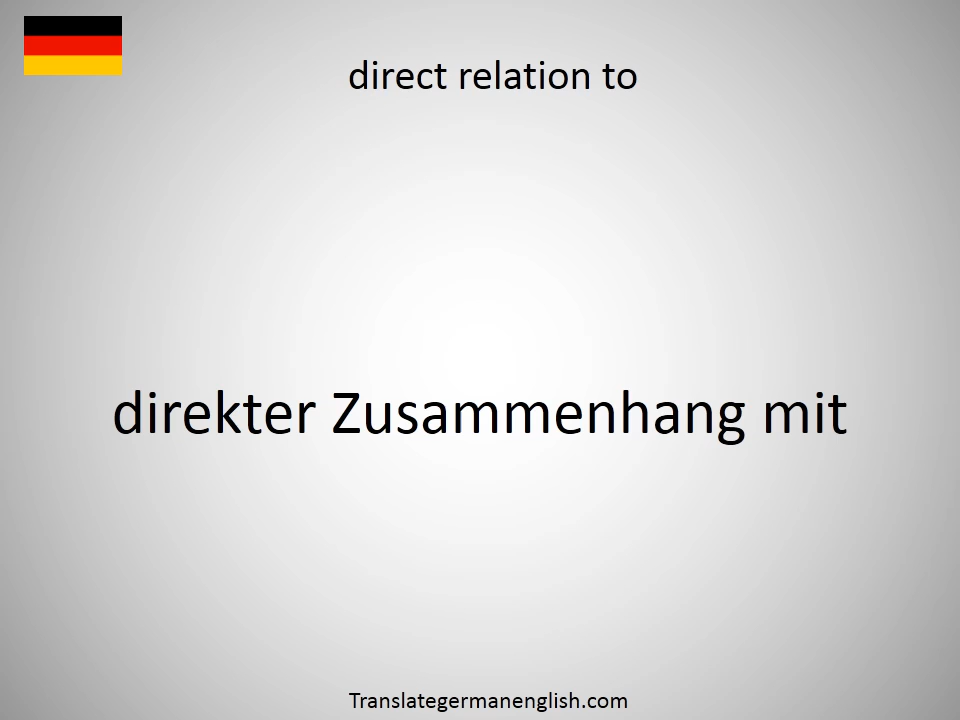 direct relation to
direkter Zusammenhang mit
Translategermanenglish.com